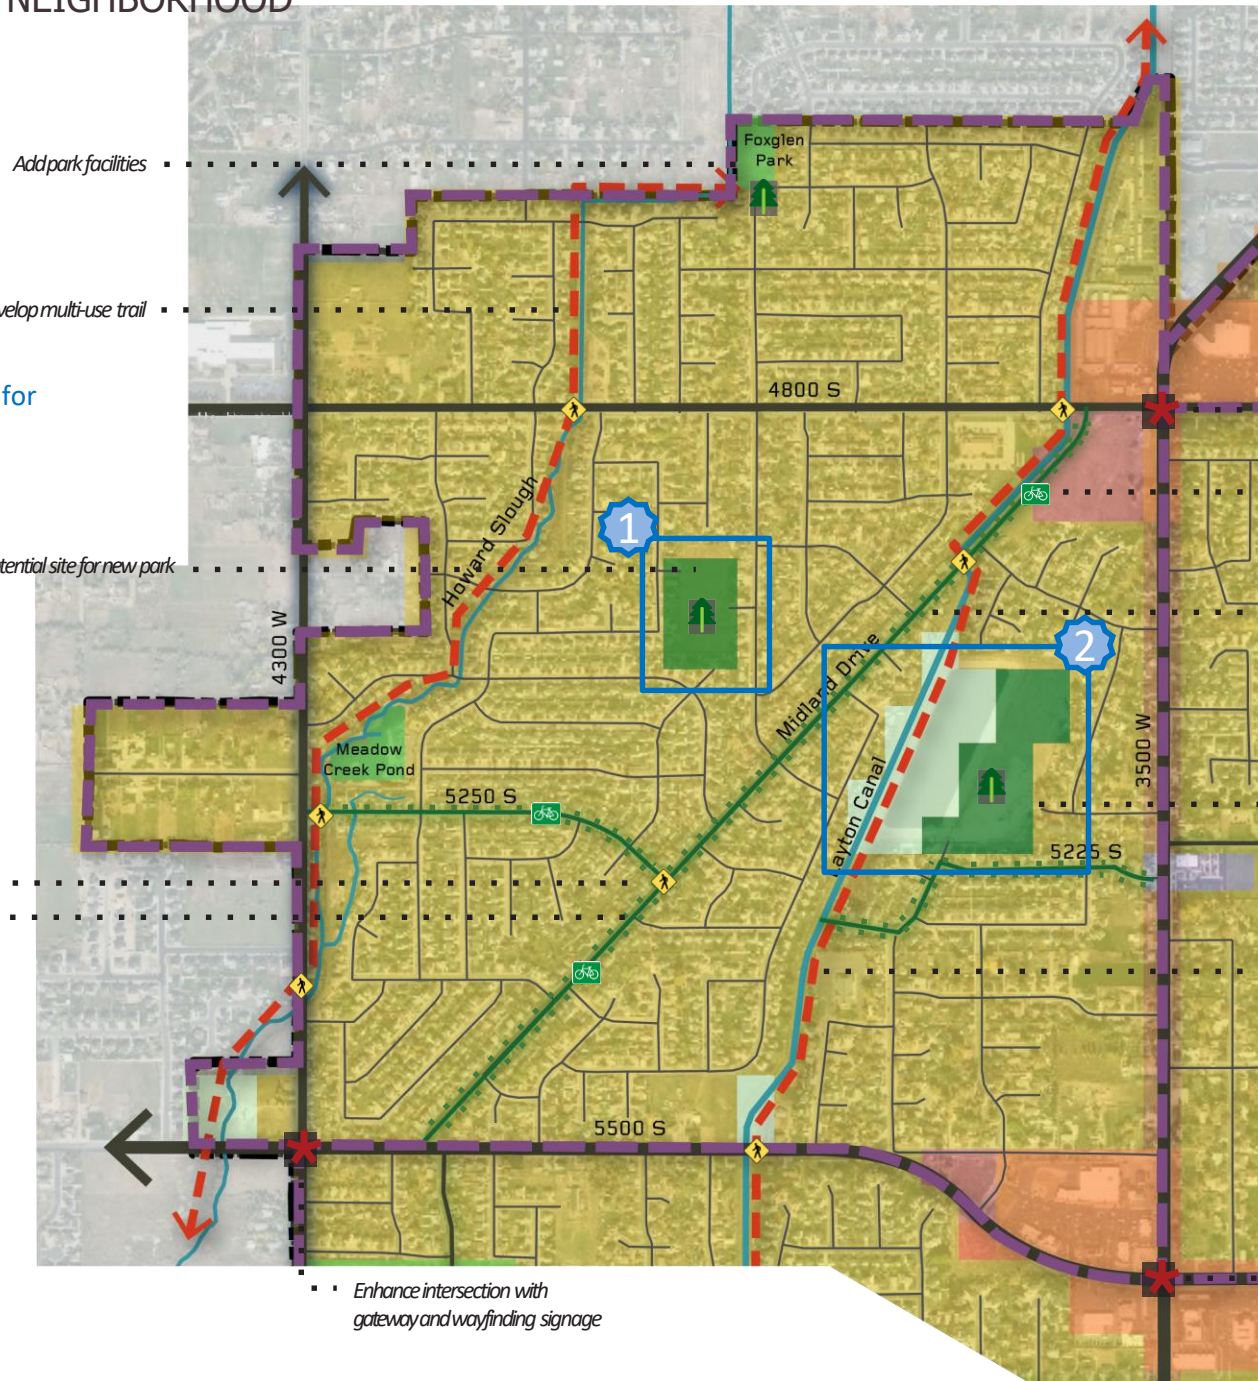 NEIGHBORHOOD
Foxglen
Park
Add park facilities
velop multi-use trail
for
4800 S
1
Howard Slough
tential site for new park
4300 W
2
Midland Drive
3500 W
Meadow
Creek Pond
ayton Canal
5250 S
5225 S
5500 S
Enhance intersection with
gateway and wayfinding signage